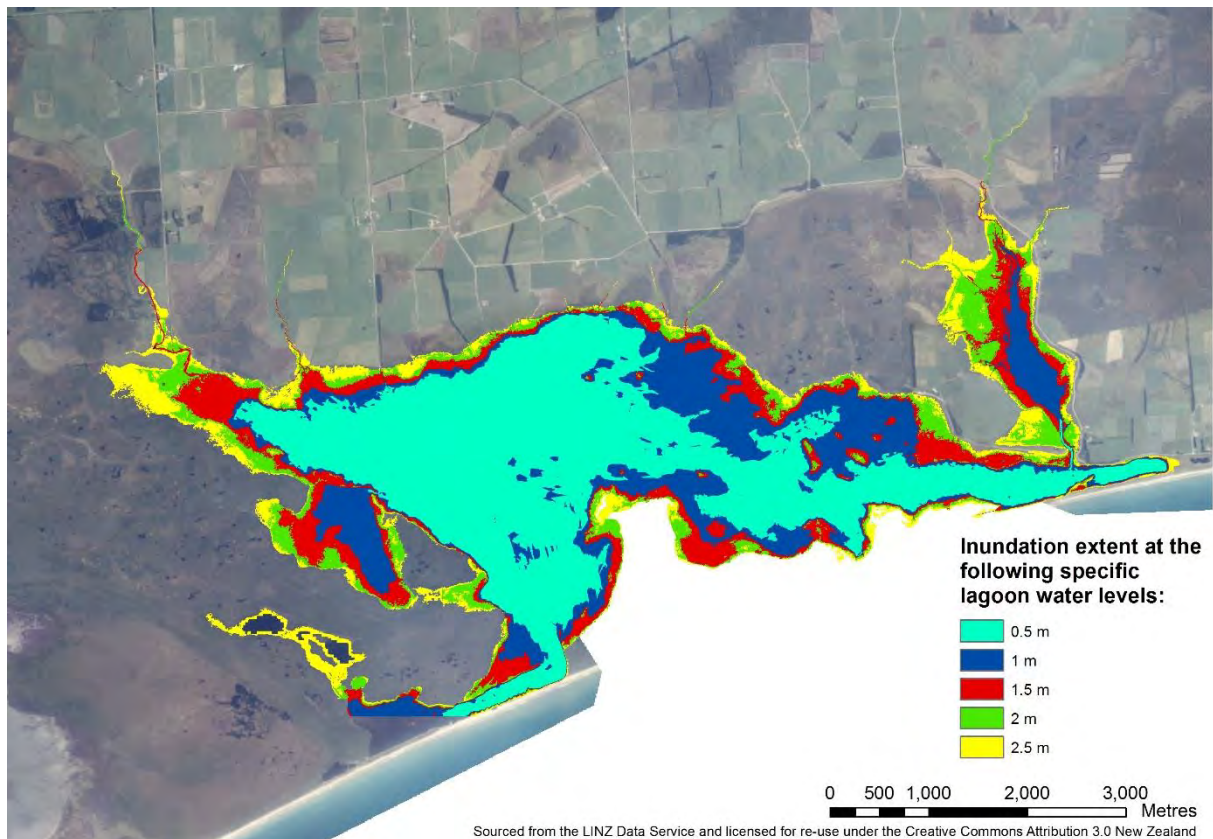 Inundation extent at the
following specific
lagoon water levels:
0.5 m
1 m
1.5 m
2 m
2.5 m
0 500 1,000 2,000 3,000
Metres
Sourced from the LINZ Data Service and licensed for re-use under the Creative Commons Attribution 3.0 New Zealand